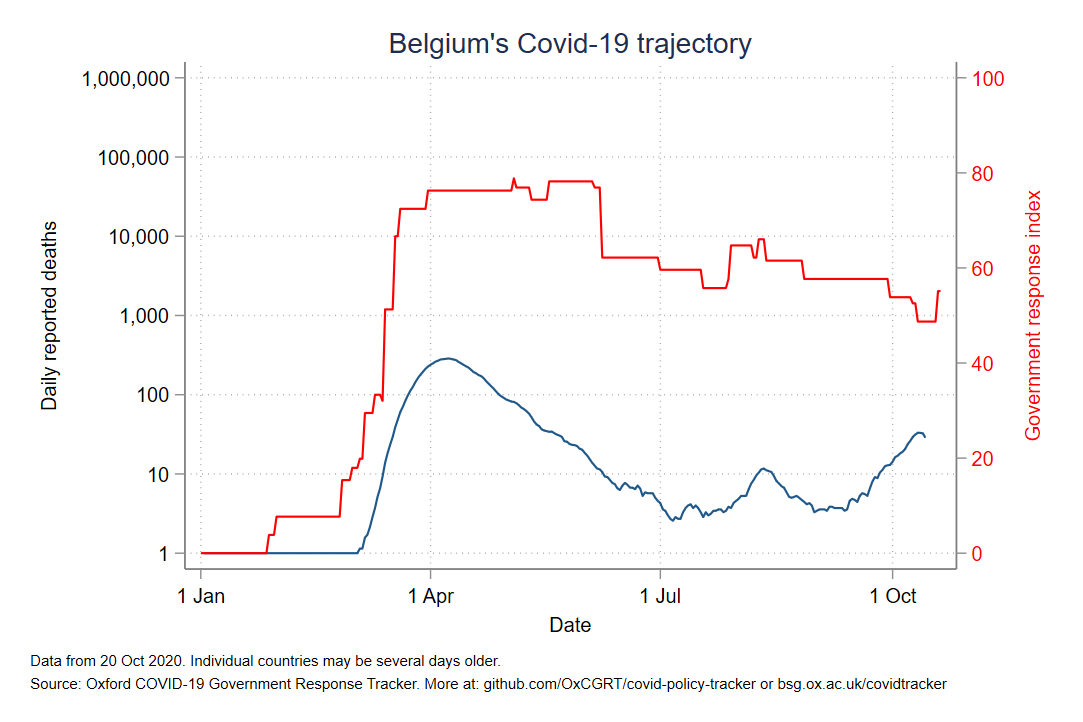 Belgium's Covid-19 trajectory
1,000,000
100,000
10,000
1,000
100
10
1
Daily reported deaths
100
80
60
40
20
0
Government response index
1 Jan
1 Apr
1 Jul
1 Oct
Date
Data from 20 Oct 2020. Individual countries may be several days older.
Source: Oxford COVID-19 Government Response Tracker. More at: github.com/OxCGRT/covid-policy-tracker or bsg.ox.ac.uk/covidtracker